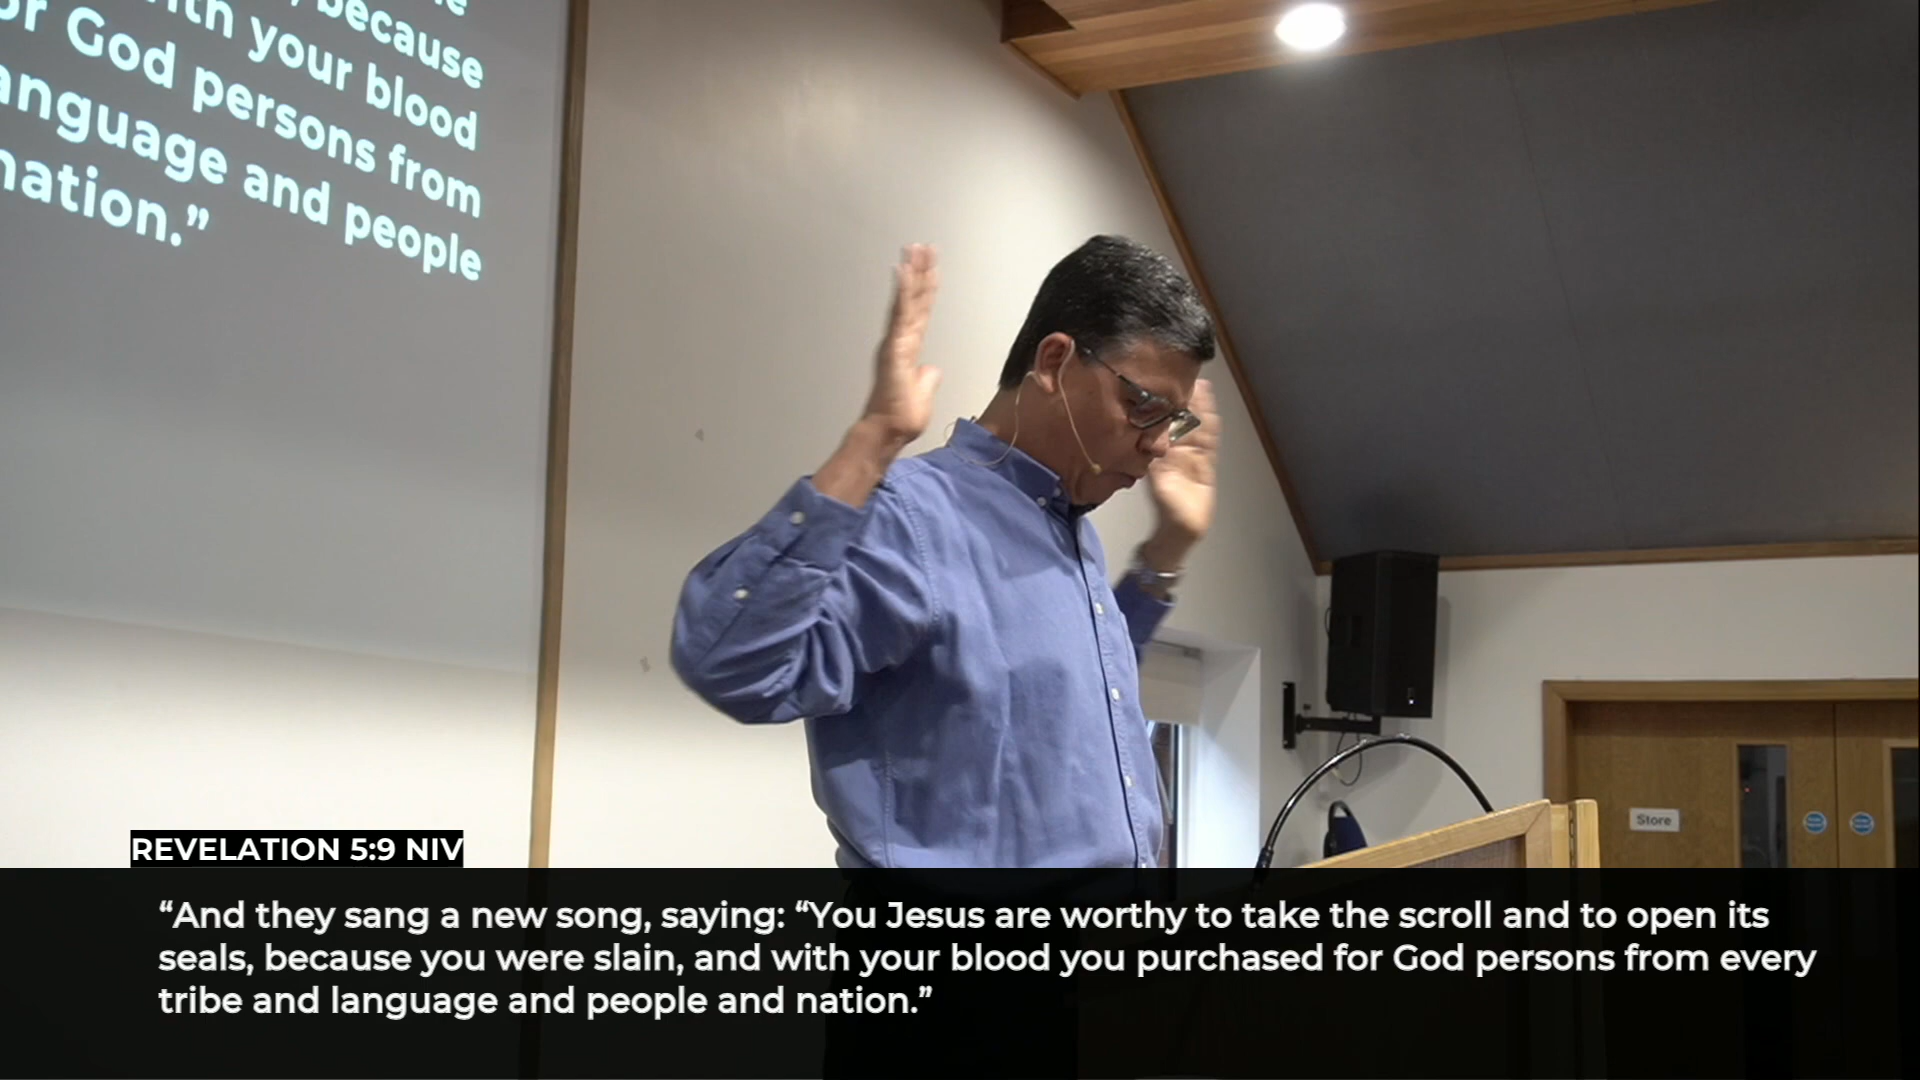 because
with your blood
or God persons from
anguage and people
nation.”
Store
REVELATION 5:9 NIV
“And they sang a new song, saying: “You Jesus are worthy to take the scroll and to open its
seals, because you were slain, and with your blood you purchased for God persons from every
tribe and language and people and nation.”